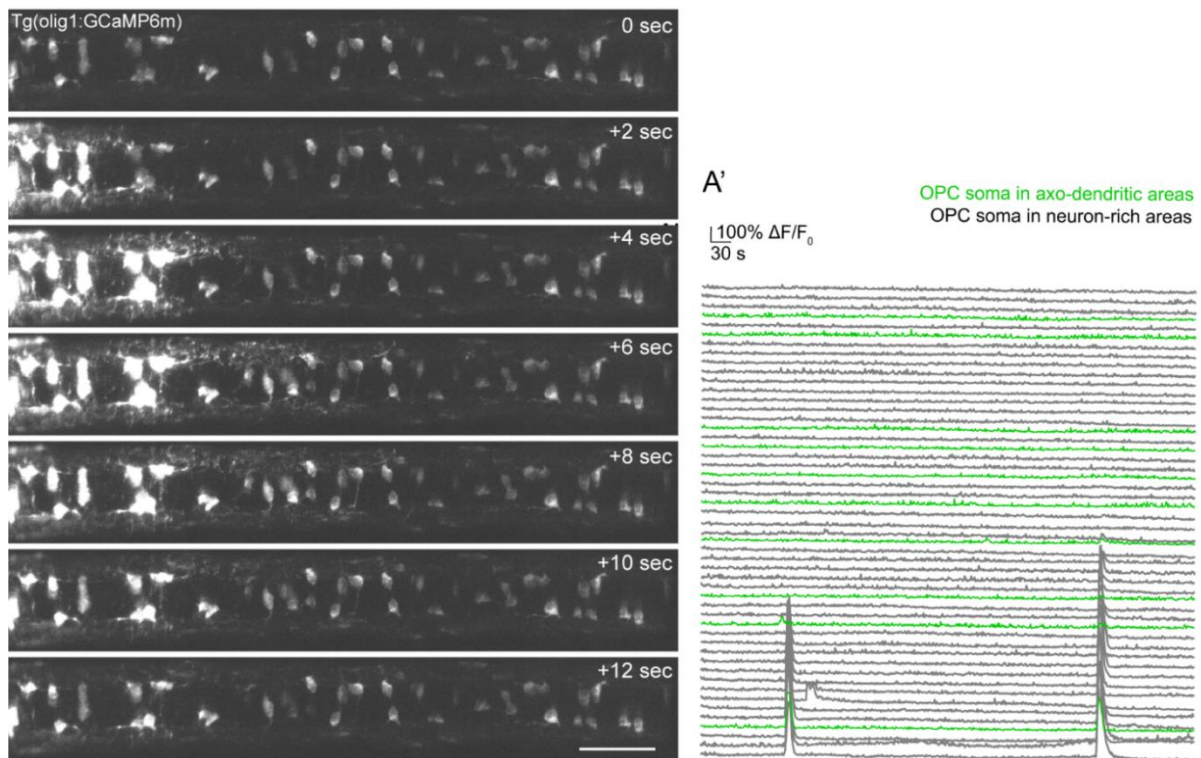 Tg(olig1:GCaMP6m)
0 sec
+2 sec
+4 sec
+6 sec
+8 sec
+10 sec
+12 sec
A'
OPC soma in axo-dendritic areas
OPC soma in neuron-rich areas
100% ΔF/F₀
30 s